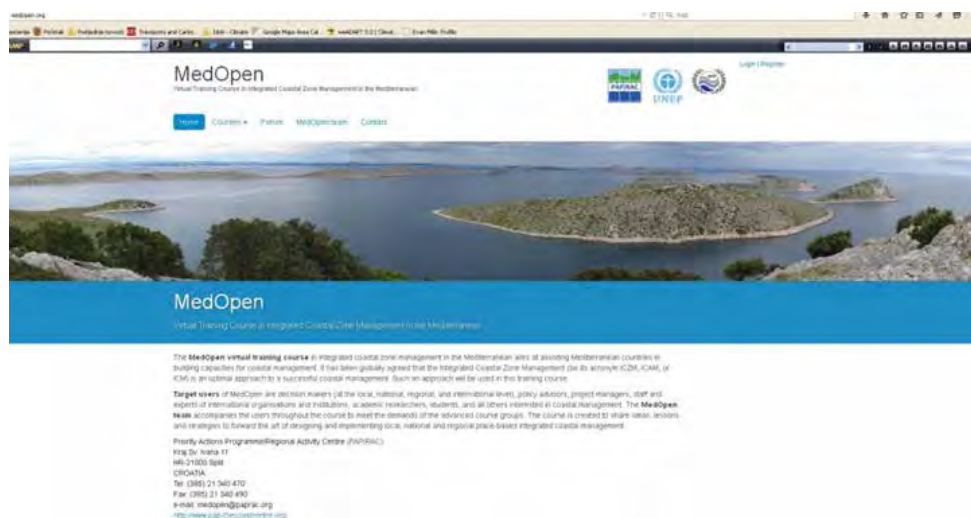 medopen.org
MedOpen
Virtual Training Course in Integrated Coastal Zone Management in the Mediterranean
PAP/RAC
UNEP
Login | Register
Home Courses Forum MedOpen team Contact
MedOpen
Virtual Training Course in Integrated Coastal Zone Management in the Mediterranean
The MedOpen virtual training course in integrated coastal zone management in the Mediterranean aims at assisting Mediterranean countries in
building capacities for coastal management. It has been globally agreed that the Integrated Coastal Zone Management (be its acronym ICZM, ICAM, or
ICM) is an optimal approach to a successful coastal management. Such an approach will be used in this training course.
Target users of MedOpen are decision makers (at the local, national, regional, and international level), policy advisors, project managers, staff and
experts of international organisations and institutions, academic researchers, students, and all others interested in coastal management. The MedOpen
team accompanies the users throughout the course to meet the demands of the advanced course groups. The course is created to share ideas, lessons
and strategies to forward the art of designing and implementing local, national and regional place-based integrated coastal management.
Priority Actions Programme/Regional Activity Centre (PAP/RAC)
Kraj Sv. Ivana 11
HR-21000 Split
CROATIA
Tel: (385) 21 340 470
Fax: (385) 21 340 490
e-mail: medopen@paprac.org